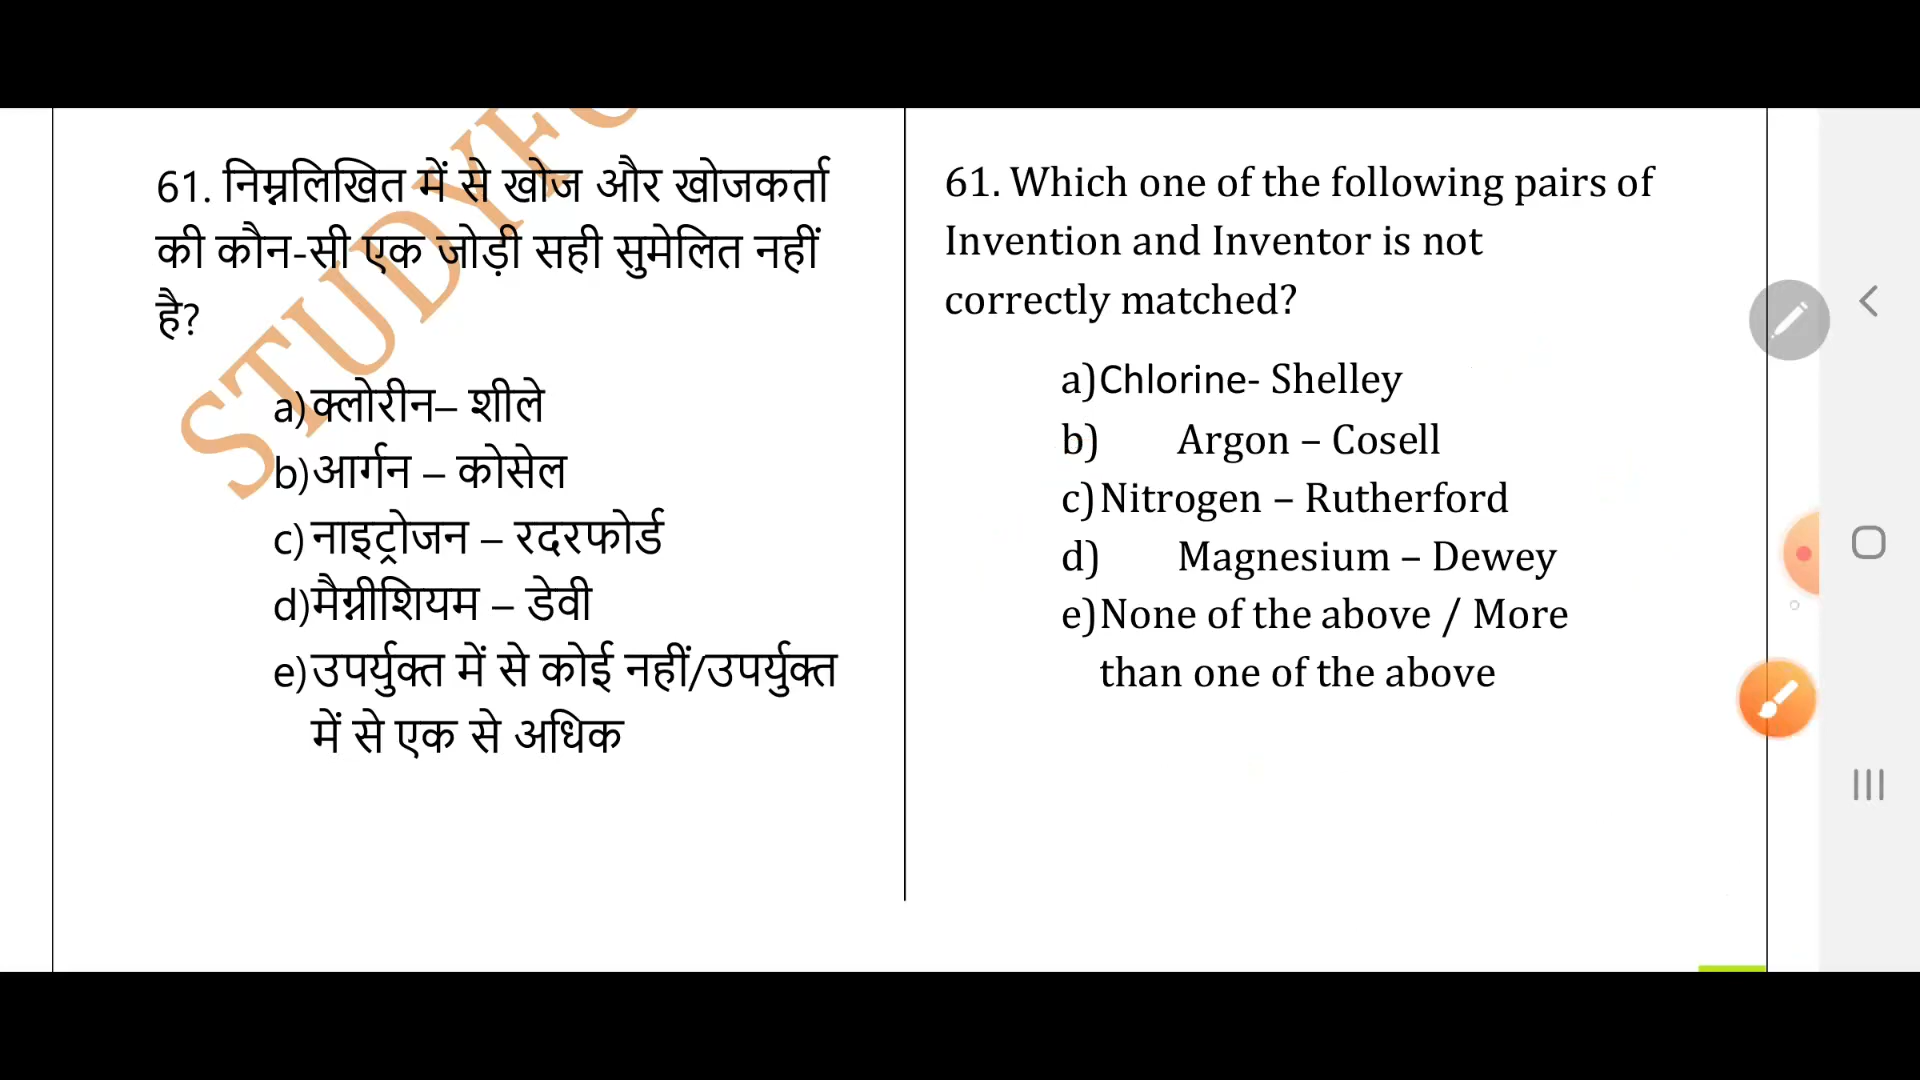 61. निम्नलिखित में से खोज और खोजकर्ता
की कौन-सी एक जोड़ी सही सुमेलित नहीं
है?
a)क्लोरीन– शीले
b)आर्गन – कोसेल
c)नाइट्रोजन – रदरफोर्ड
d)मैग्नीशियम – डेवी
e)उपर्युक्त में से कोई नहीं/उपर्युक्त
में से एक से अधिक
61. Which one of the following pairs of
Invention and Inventor is not
correctly matched?
a)Chlorine- Shelley
b) Argon – Cosell
c)Nitrogen – Rutherford
d) Magnesium – Dewey
e)None of the above / More
than one of the above